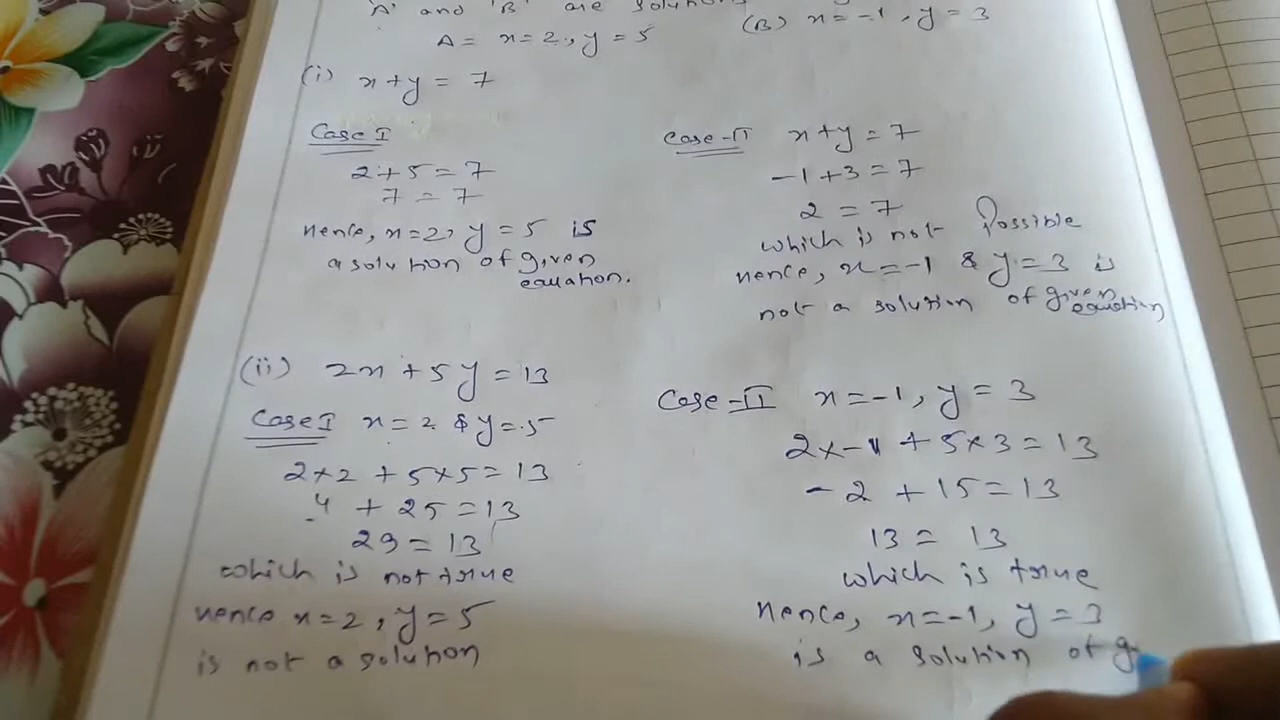 'A' and 'B' are solution
A = x = 2, y = 5
(B) x = -1, y = 3
(i) x + y = 7
Case I
2 + 5 = 7
7 = 7
Hence, x = 2, y = 5 is
a solution of given
equation.
Case-II x + y = 7
-1 + 3 = 7
2 = 7
which is not Possible
Hence, x = -1 & y = 3 is
not a solution of given
equation
(ii) 2x + 5y = 13
Case I x = 2 & y = 5
2 × 2 + 5 × 5 = 13
4 + 25 = 13
29 = 13
which is not true
Hence x = 2, y = 5
is not a solution
Case-II x = -1, y = 3
2 × -1 + 5 × 3 = 13
-2 + 15 = 13
13 = 13
which is true
Hence, x = -1, y = 3
is a solution of g